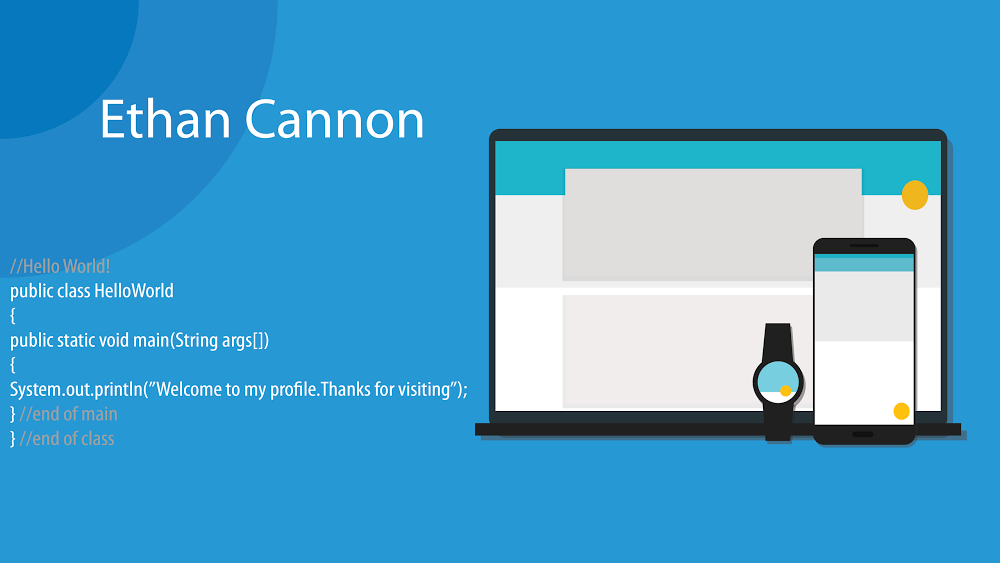 Ethan Cannon
//Hello World!
public class HelloWorld
{
public static void main(String args[])
{
System.out.println(”Welcome to my profile.Thanks for visiting”);
} //end of main
} //end of class